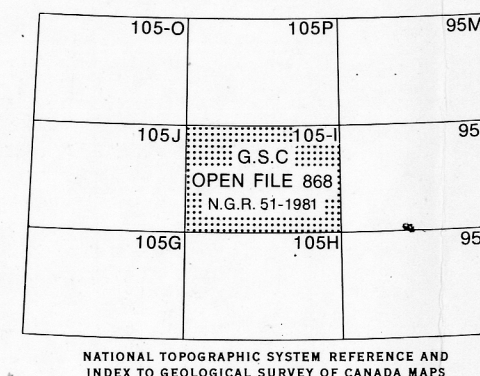 105-O 105P 95M
105J 105-I 95
G.S.C
OPEN FILE 868
N.G.R. 51-1981
105G 105H 95
NATIONAL TOPOGRAPHIC SYSTEM REFERENCE AND
INDEX TO GEOLOGICAL SURVEY OF CANADA MAPS